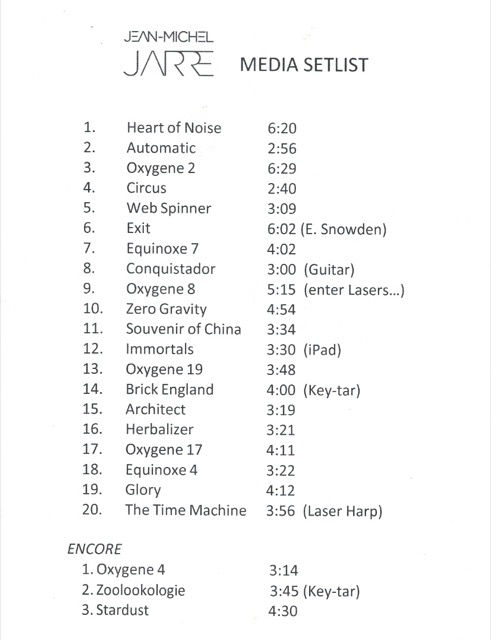 JEAN-MICHEL
JARRE MEDIA SETLIST
1. Heart of Noise 6:20
2. Automatic 2:56
3. Oxygene 2 6:29
4. Circus 2:40
5. Web Spinner 3:09
6. Exit 6:02 (E. Snowden)
7. Equinoxe 7 4:02
8. Conquistador 3:00 (Guitar)
9. Oxygene 8 5:15 (enter Lasers...)
10. Zero Gravity 4:54
11. Souvenir of China 3:34
12. Immortals 3:30 (iPad)
13. Oxygene 19 3:48
14. Brick England 4:00 (Key-tar)
15. Architect 3:19
16. Herbalizer 3:21
17. Oxygene 17 4:11
18. Equinoxe 4 3:22
19. Glory 4:12
20. The Time Machine 3:56 (Laser Harp)
ENCORE
1. Oxygene 4 3:14
2. Zoolookologie 3:45 (Key-tar)
3. Stardust 4:30